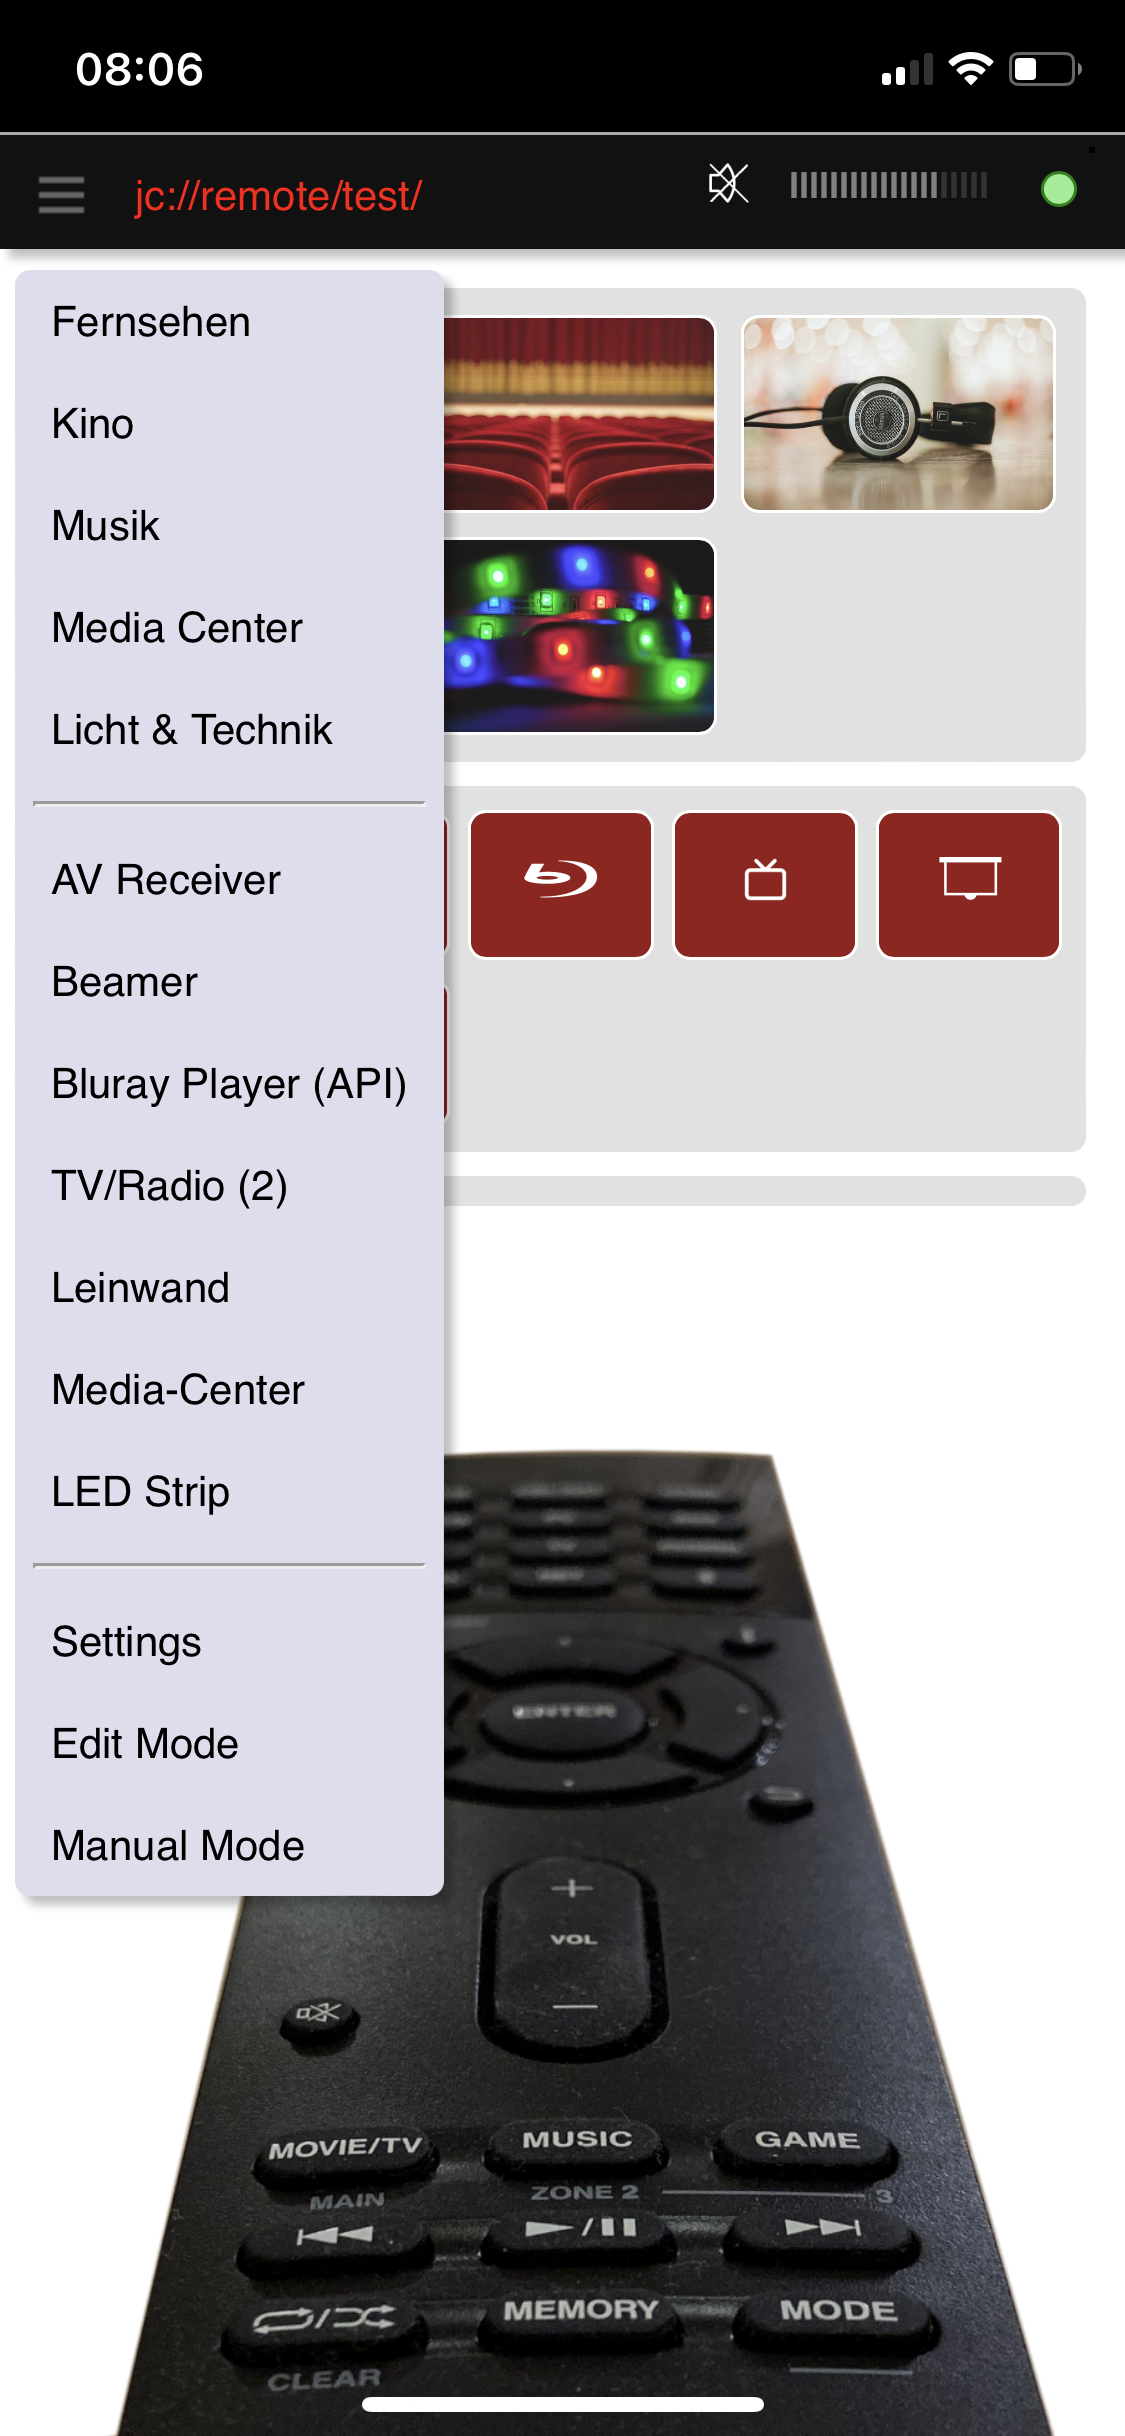 08:06
jc://remote/test/
Fernsehen
Kino
Musik
Media Center
Licht & Technik
AV Receiver
Beamer
Bluray Player (API)
TV/Radio (2)
Leinwand
Media-Center
LED Strip
Settings
Edit Mode
Manual Mode
ENTER
VOL
MOVIE/TV MUSIC GAME
MAIN ZONE 2 3
MEMORY MODE
CLEAR